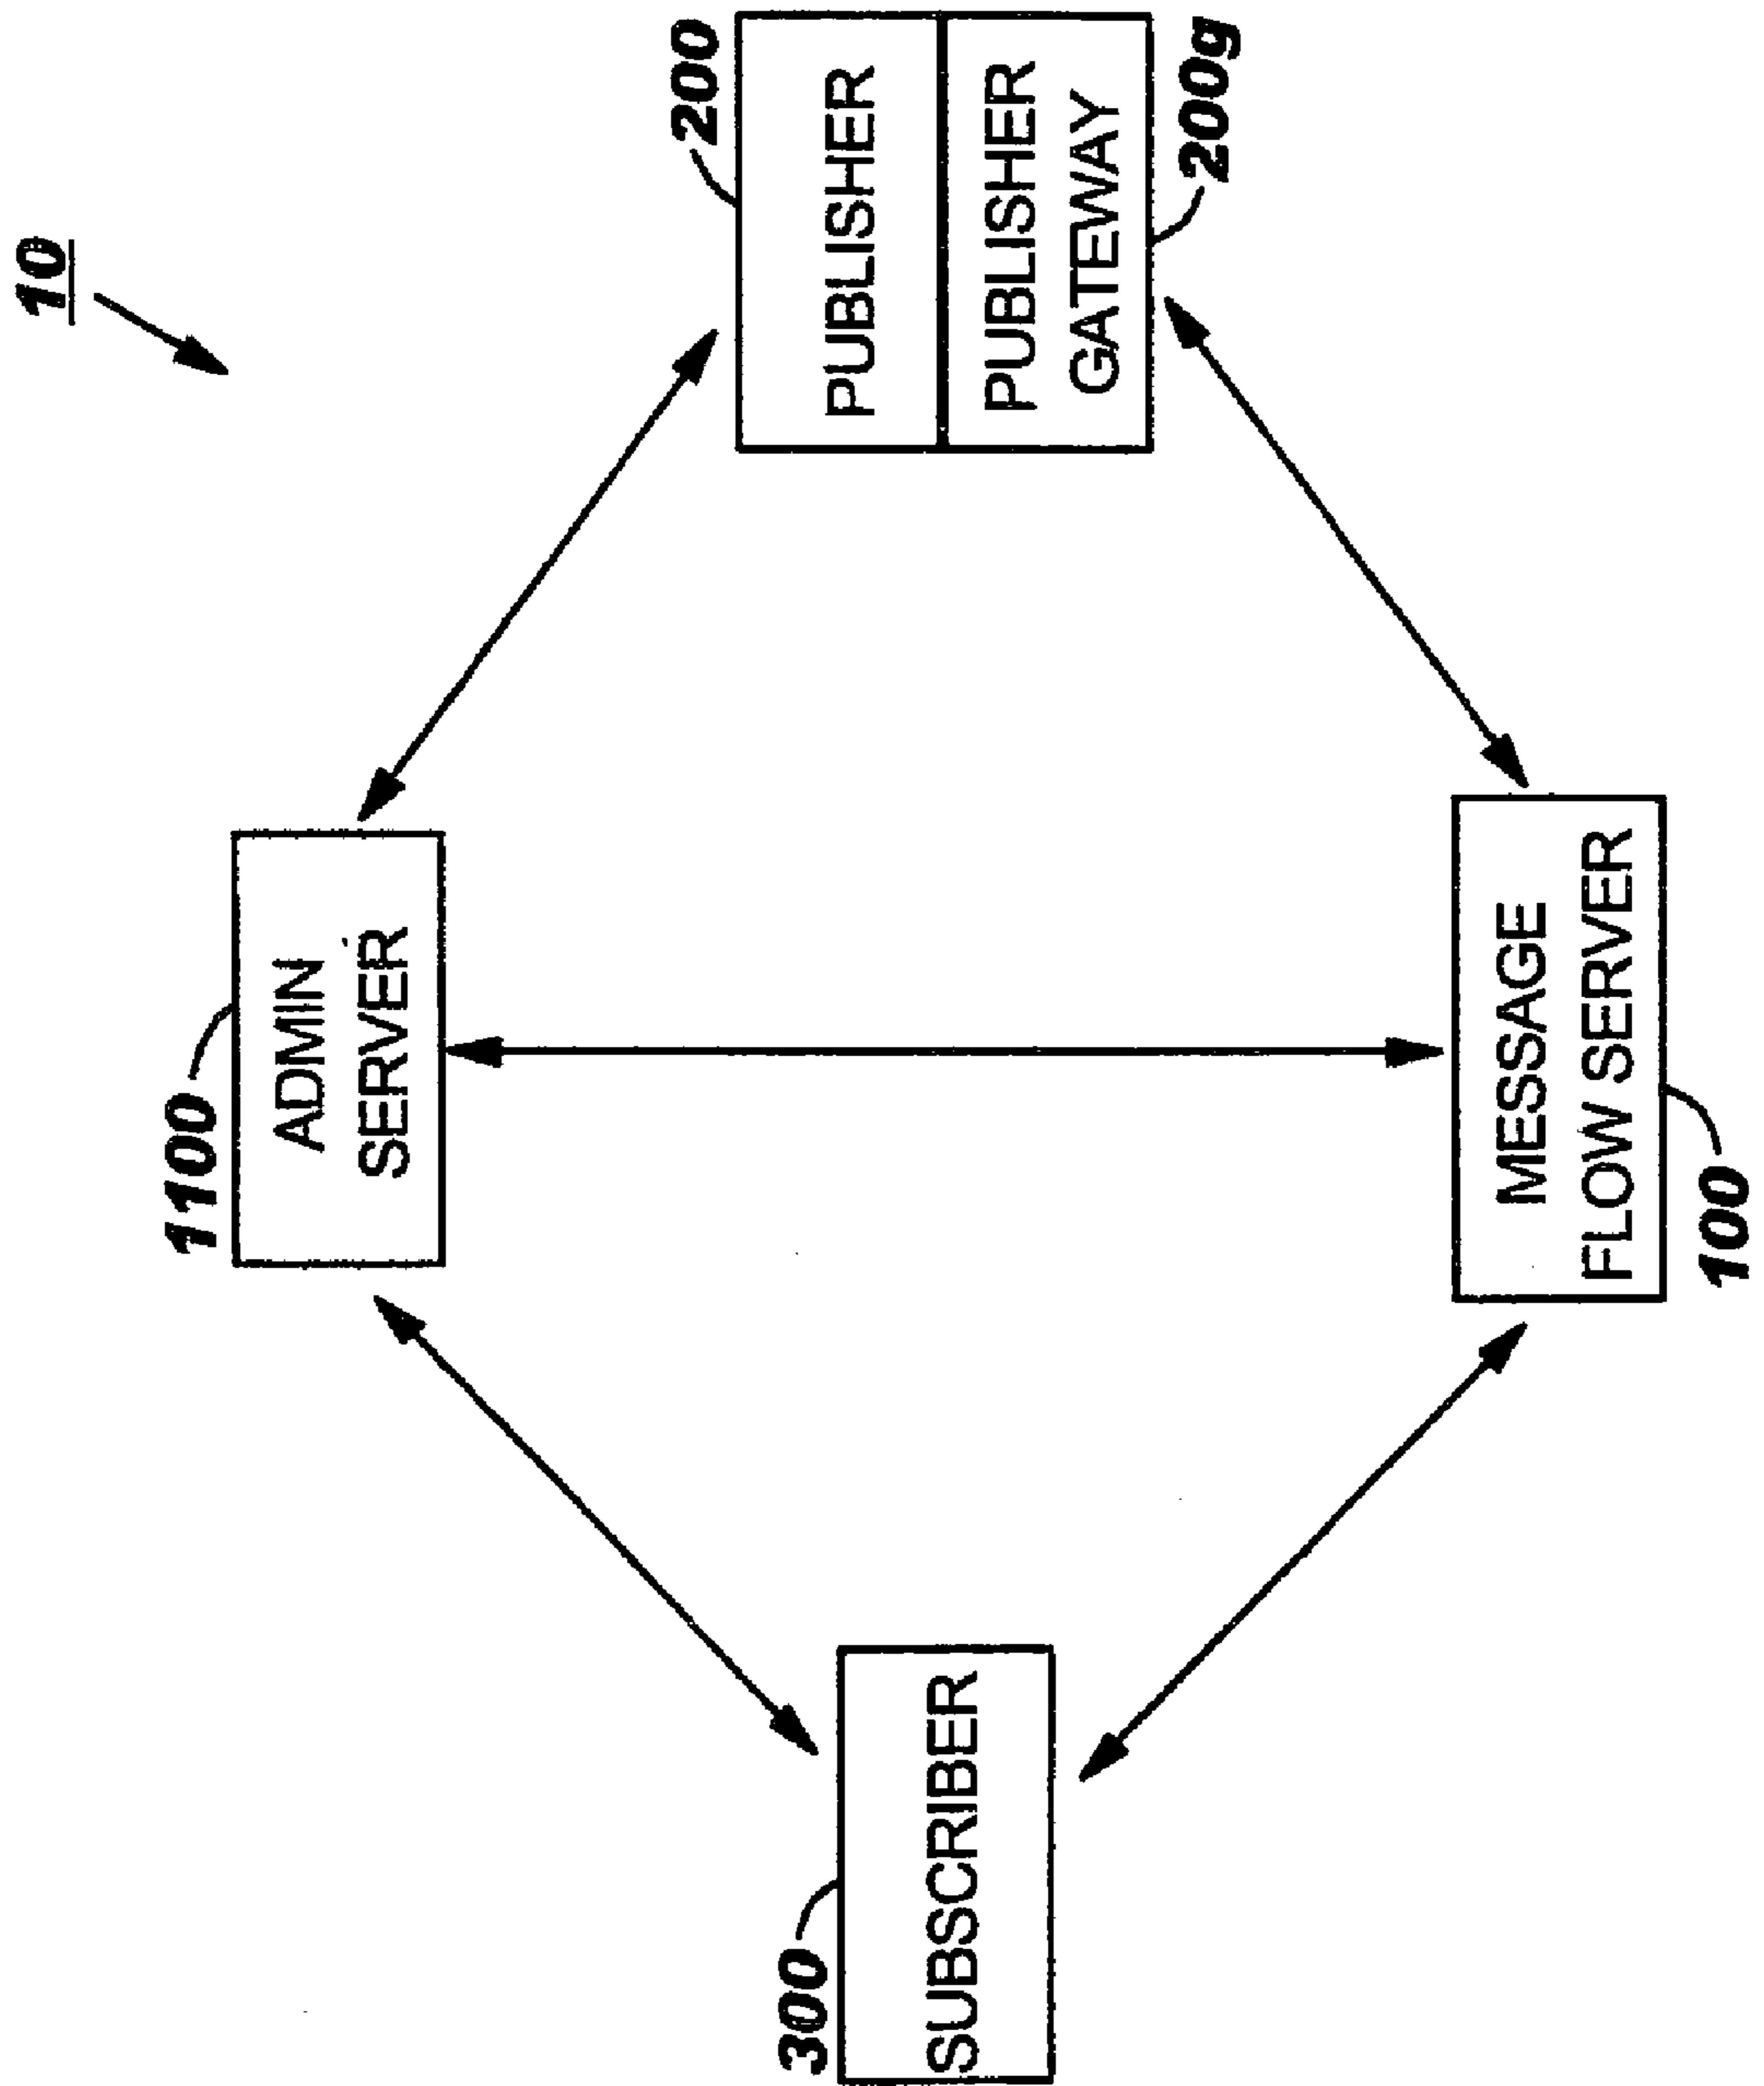 10
1100
ADMIN
SERVER
200
PUBLISHER
PUBLISHER
GATEWAY
200g
300
SUBSCRIBER
MESSAGE
FLOW SERVER
100